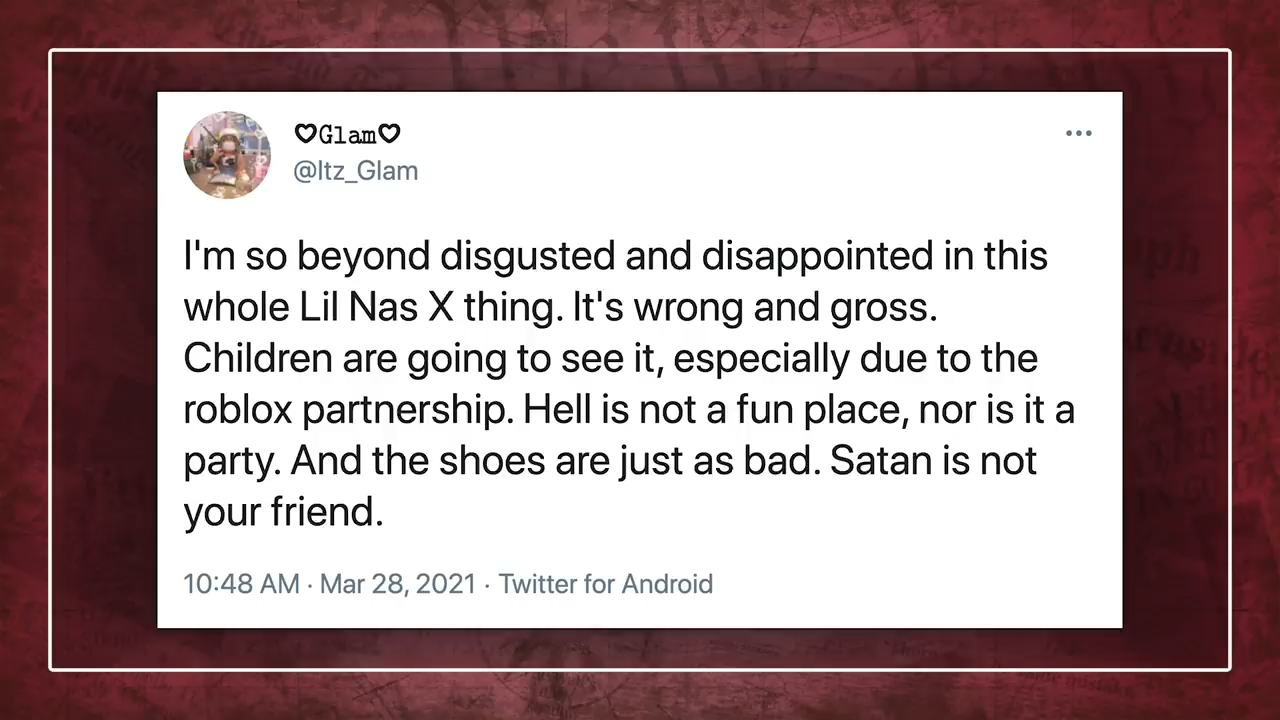 ♡Glam♡
@Itz_Glam
I'm so beyond disgusted and disappointed in this
whole Lil Nas X thing. It's wrong and gross.
Children are going to see it, especially due to the
roblox partnership. Hell is not a fun place, nor is it a
party. And the shoes are just as bad. Satan is not
your friend.
10:48 AM · Mar 28, 2021 · Twitter for Android